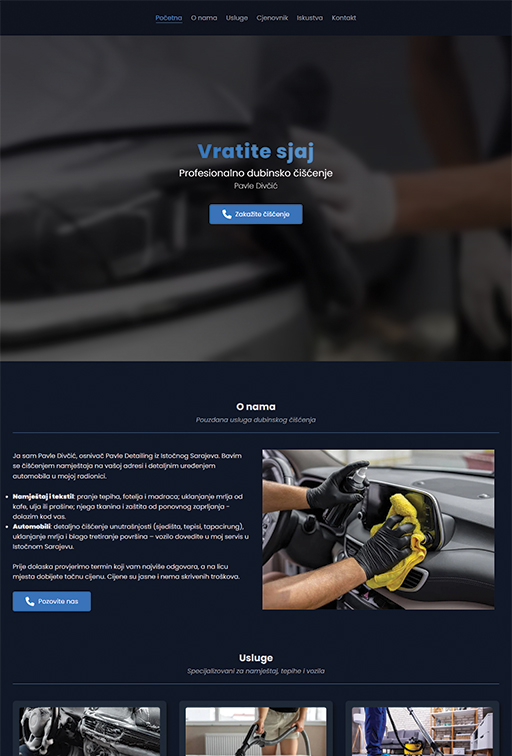 Početna O nama Usluge Cjenovnik Iskustva Kontakt
Vratite sjaj
Profesionalno dubinsko čišćenje
Pavle Divčić
Zakažite čišćenje
O nama
Pouzdana usluga dubinskog čišćenja
Ja sam Pavle Divčić, osnivač Pavle Detailing iz Istočnog Sarajeva. Bavim
se čišćenjem namještaja na vašoj adresi i detaljnim uređenjem
automobila u mojoj radionici.
Namještaj i tekstil: pranje tepiha, fotelja i madraca; uklanjanje mrlja od
kafe, ulja ili prašine; njega tkanina i zaštita od ponovnog zaprljanja -
dolazim kod vas.
Automobili: detaljno čišćenje unutrašnjosti (sjedišta, tepisi, tapacirung),
uklanjanje mrlja i blago tretiranje površina – vozilo dovedete u moj servis u
Istočnom Sarajevu.
Prije dolaska provjerimo termin koji vam najviše odgovara, a na licu
mjesta dobijete tačnu cijenu. Cijene su jasne i nema skrivenih troškova.
Pozovite nas
Usluge
Specijalizovani za namještaj, tepihe i vozila